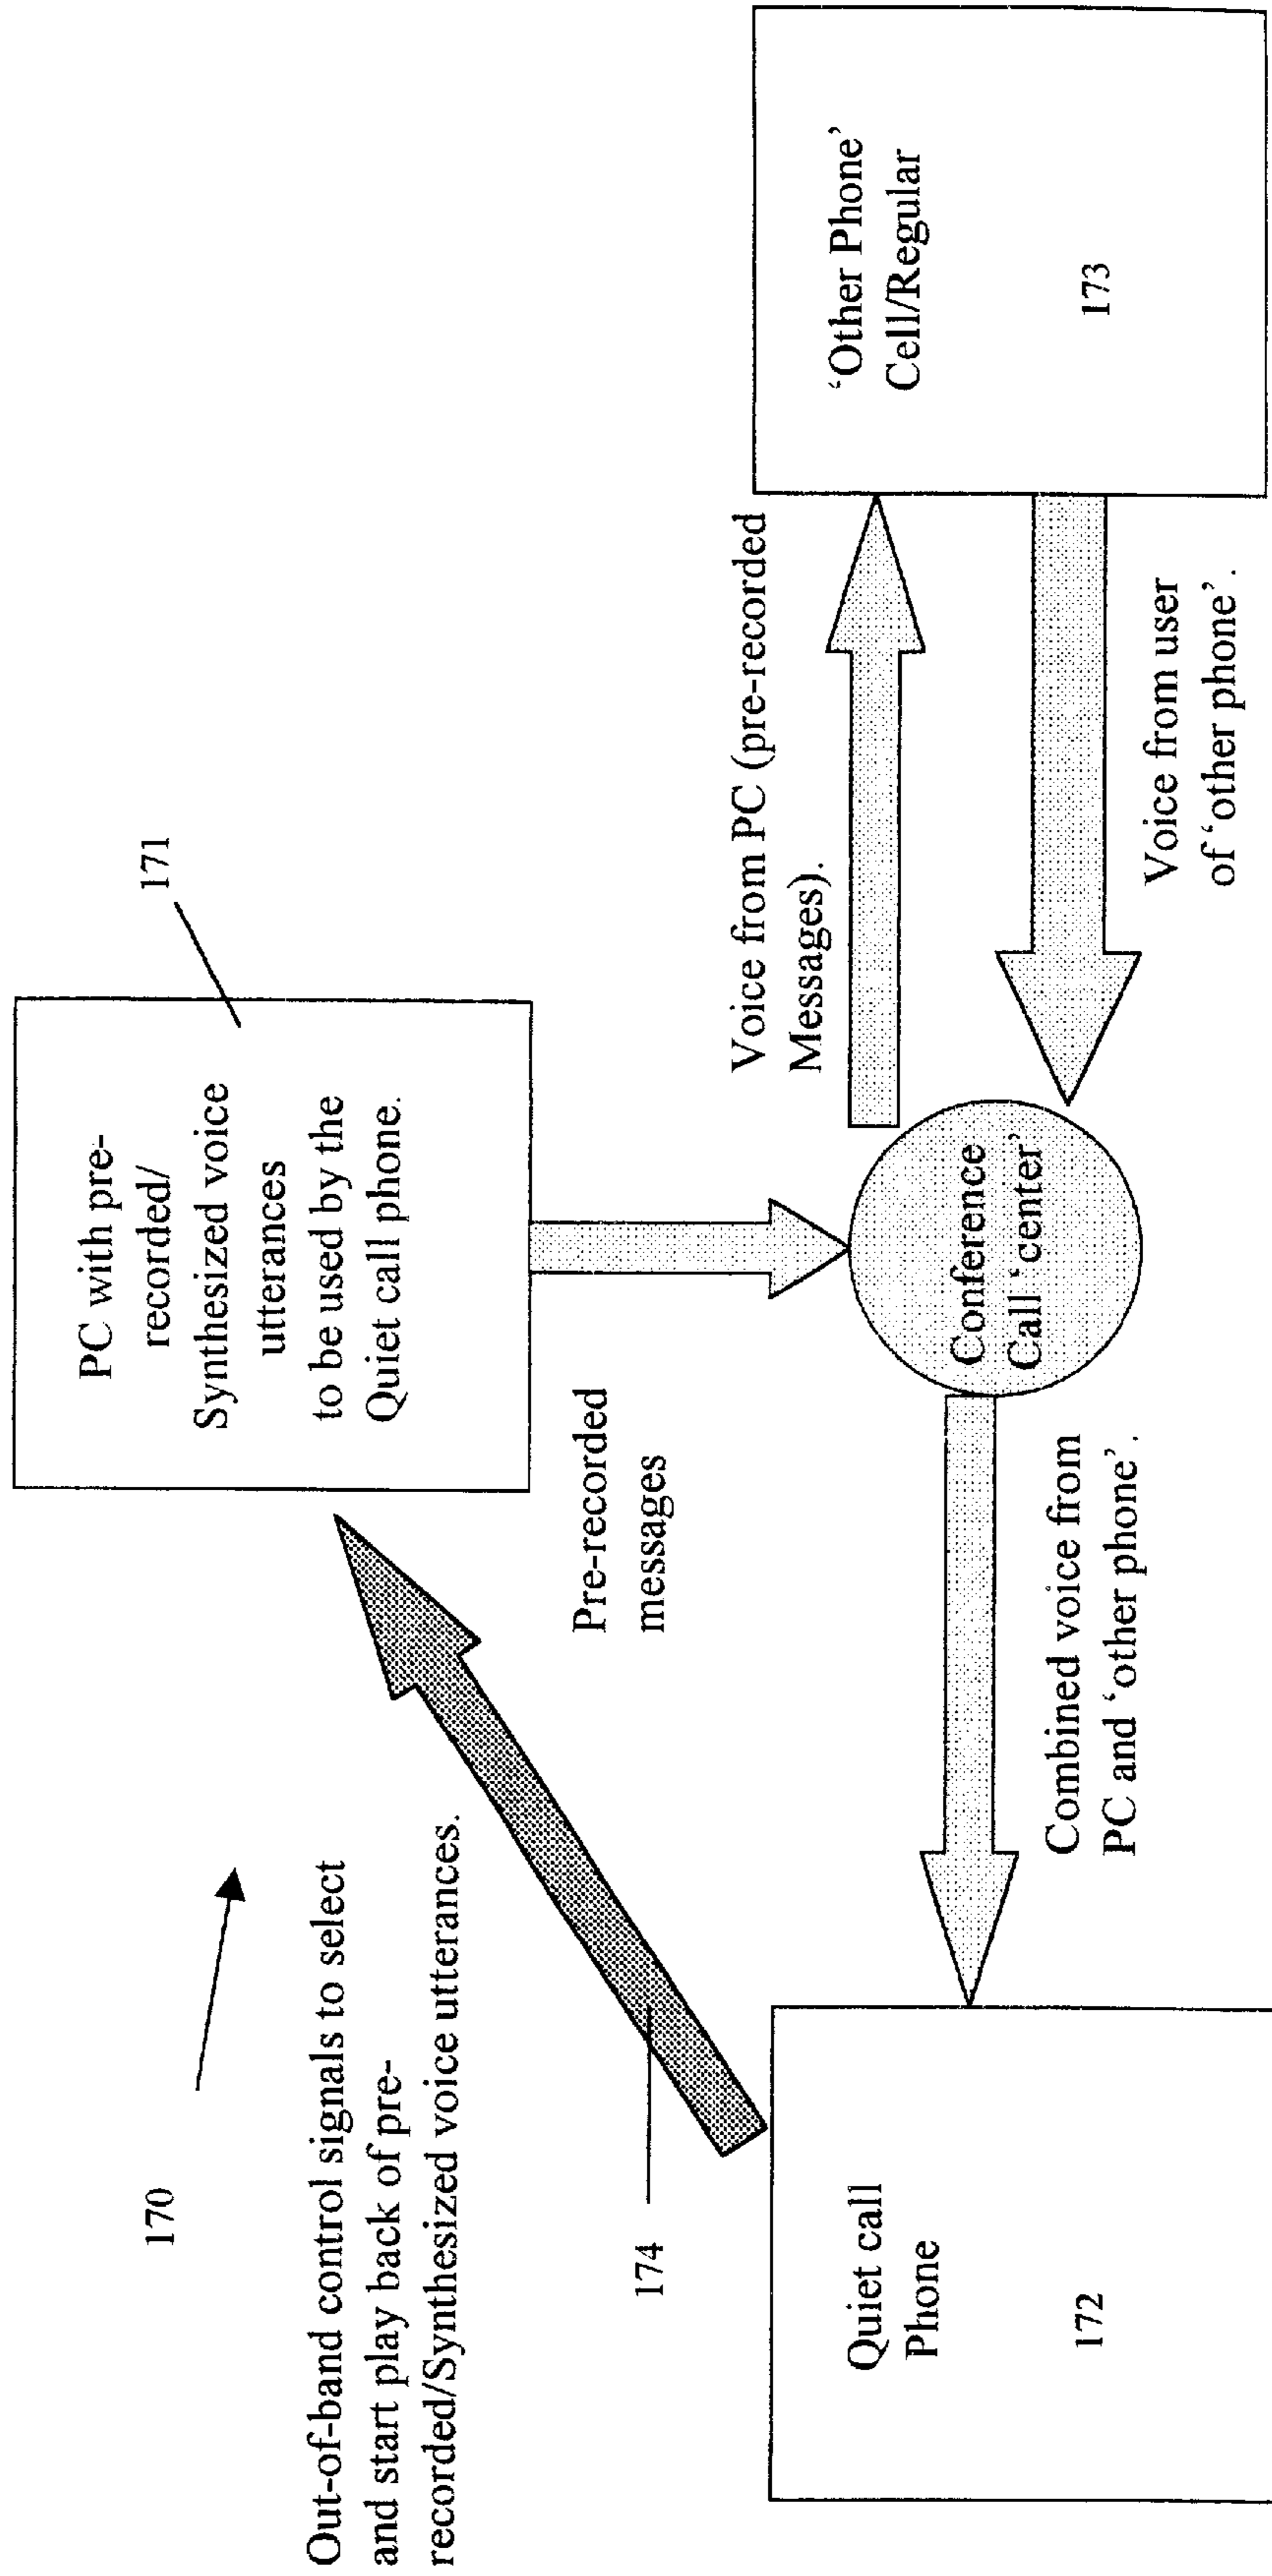 170
Out-of-band control signals to select
and start play back of pre-
recorded/Synthesized voice utterances.
174
PC with pre-
recorded/
Synthesized voice
utterances
to be used by the
Quiet call phone.
171
Pre-recorded
messages
Quiet call
Phone
172
Combined voice from
PC and ‘other phone’.
Conference
Call ‘center’
Voice from PC (pre-recorded
Messages).
Voice from user
of ‘other phone’.
‘Other Phone’
Cell/Regular
173